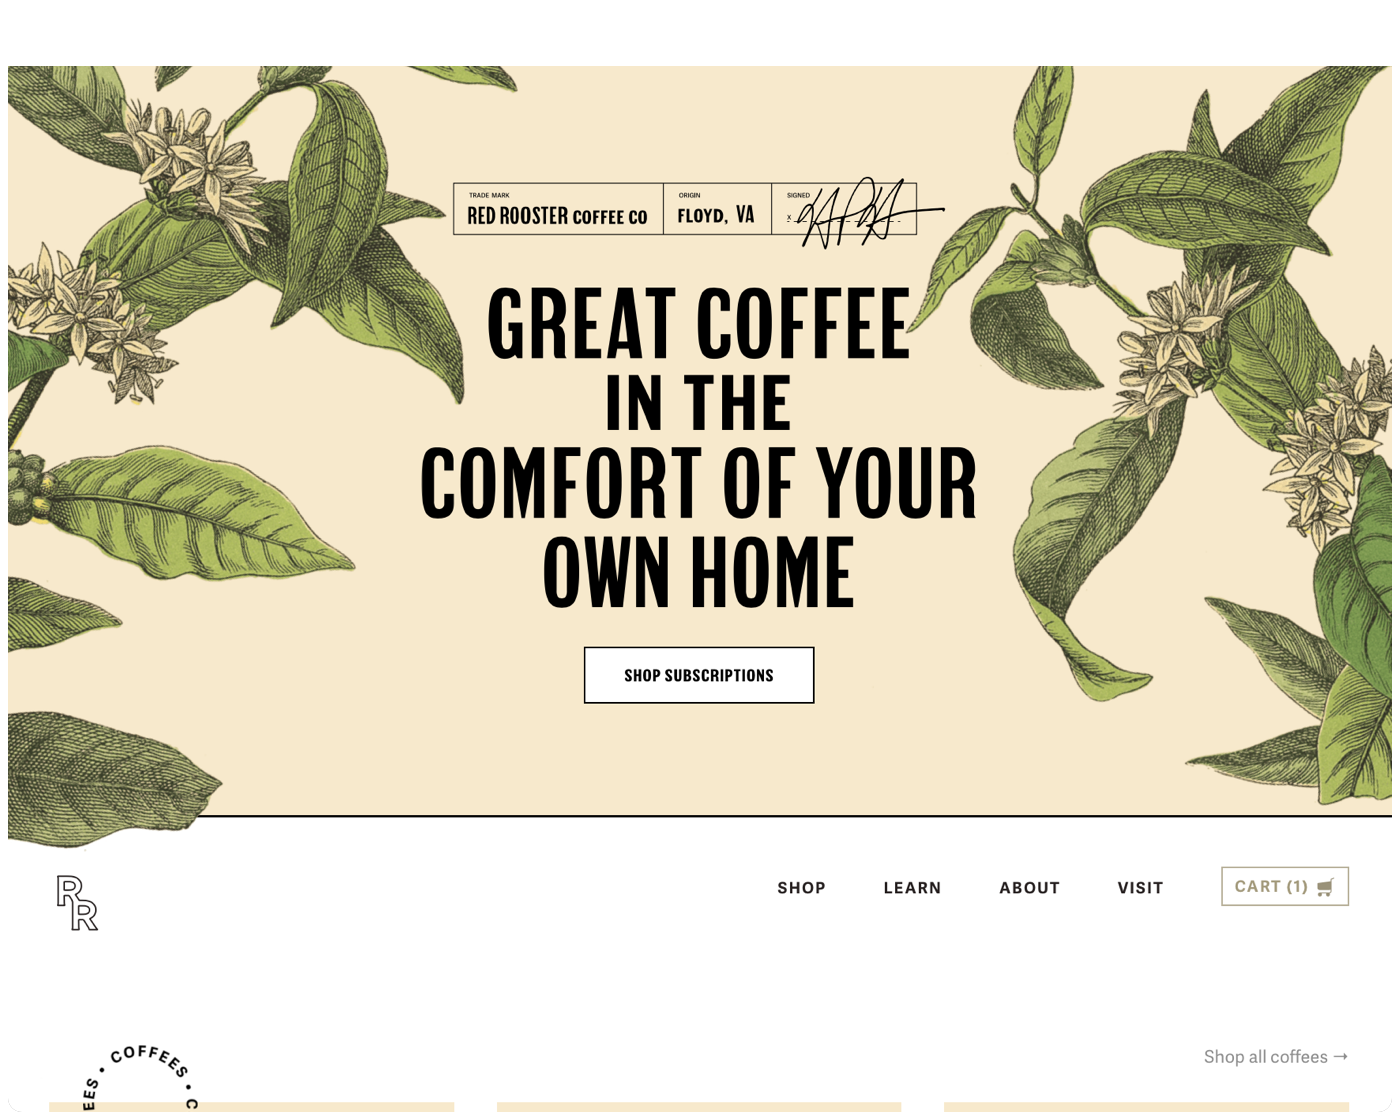 TRADE MARK
RED ROOSTER COFFEE CO
ORIGIN
FLOYD, VA
SIGNED
X
GREAT COFFEE
IN THE
COMFORT OF YOUR
OWN HOME
SHOP SUBSCRIPTIONS
RR
SHOP
LEARN
ABOUT
VISIT
CART (1)
COFFEES •
Shop all coffees →